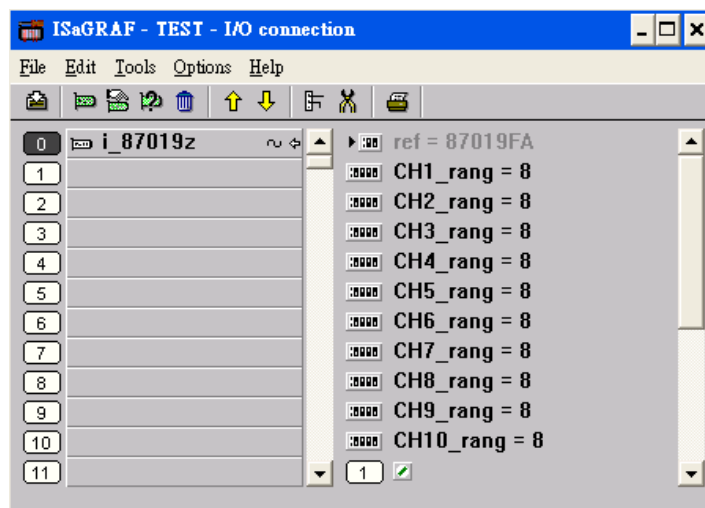 ISaGRAF - TEST - I/O connection
File Edit Tools Options Help
0 i_87019z
1
2
3
4
5
6
7
8
9
10
11
ref = 87019FA
CH1_rang = 8
CH2_rang = 8
CH3_rang = 8
CH4_rang = 8
CH5_rang = 8
CH6_rang = 8
CH7_rang = 8
CH8_rang = 8
CH9_rang = 8
CH10_rang = 8
1